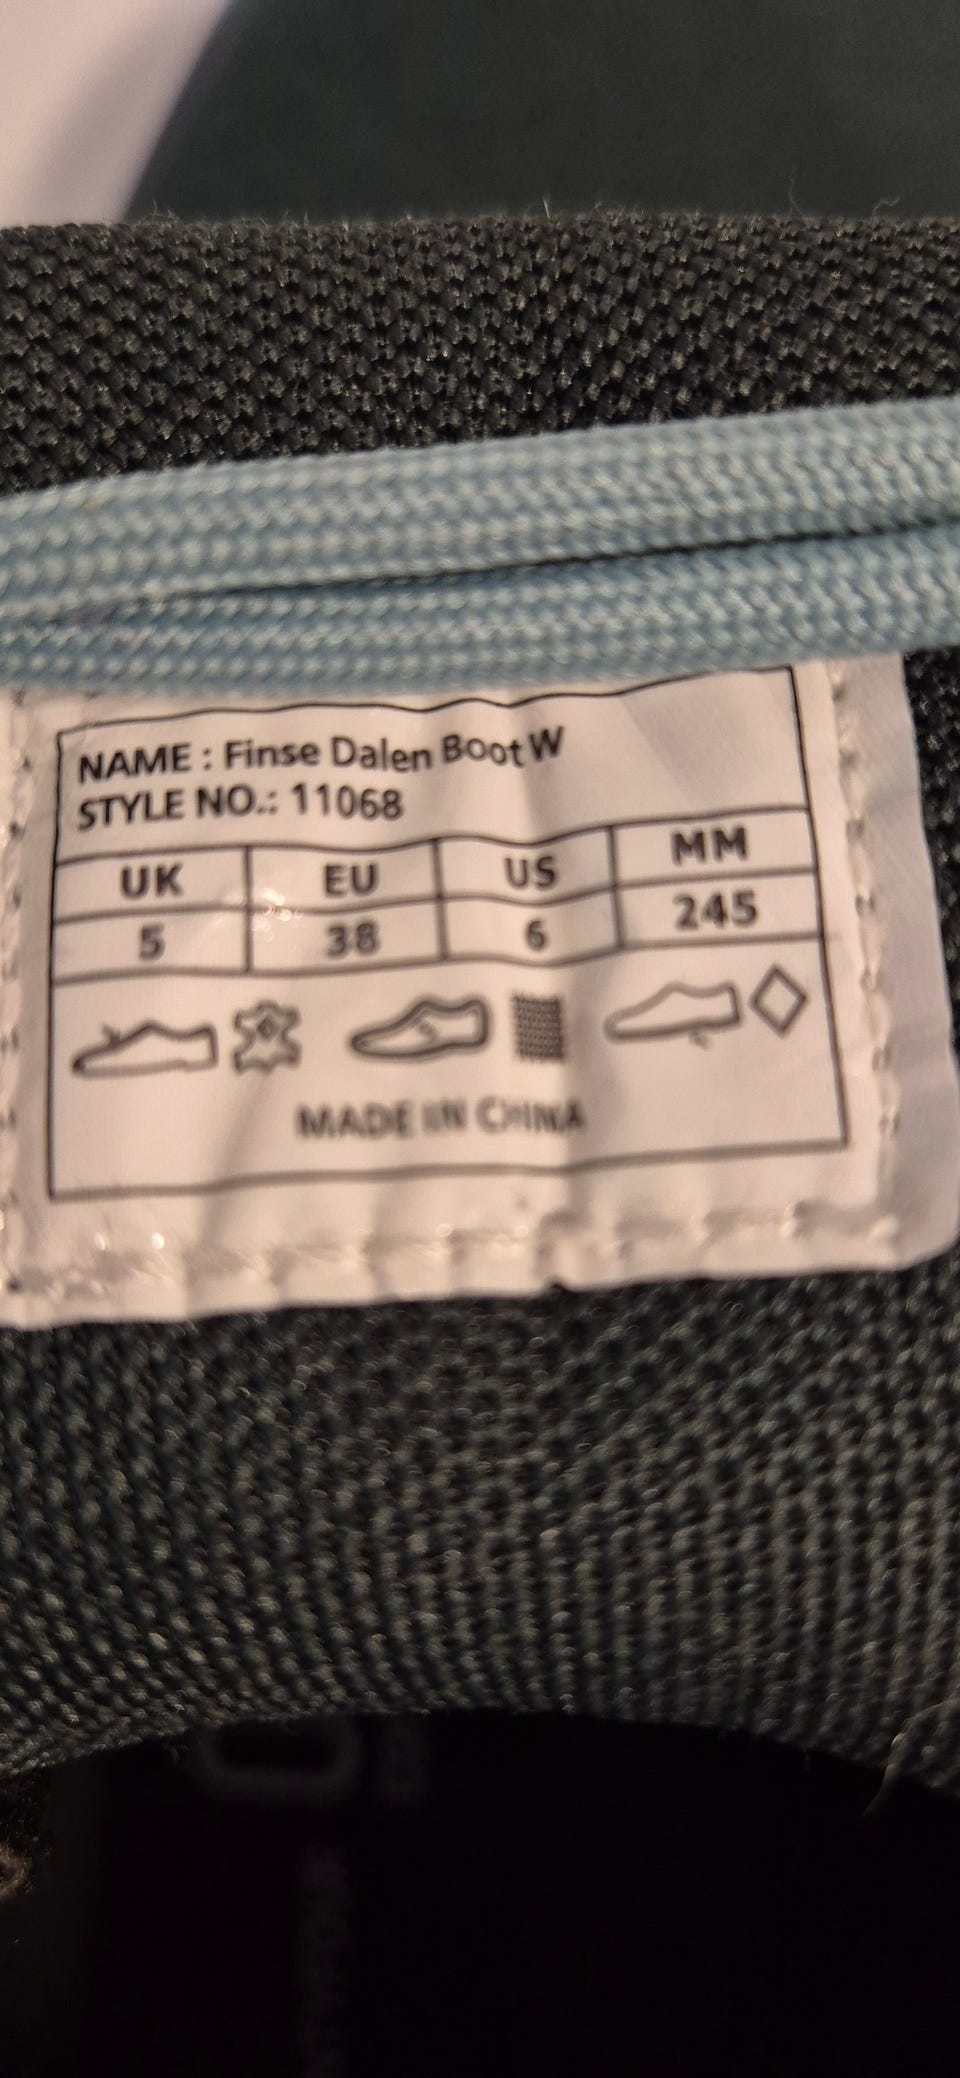 NAME : Finse Dalen Boot W
STYLE NO.: 11068
UK EU US MM
5 38 6 245
MADE IN CHINA